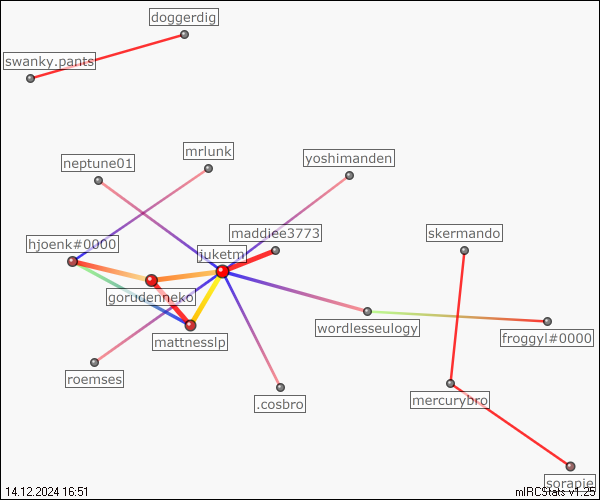 doggerdig
swanky.pants
mrlunk
yoshimanden
neptune01
maddiee3773
skermando
hjoenk#0000
juketm
gorudenneko
wordlesseulogy
froggyl#0000
mattnesslp
roemses
.cosbro
mercurybro
sorapie
14.12.2024 16:51
mIRCStats v1.25